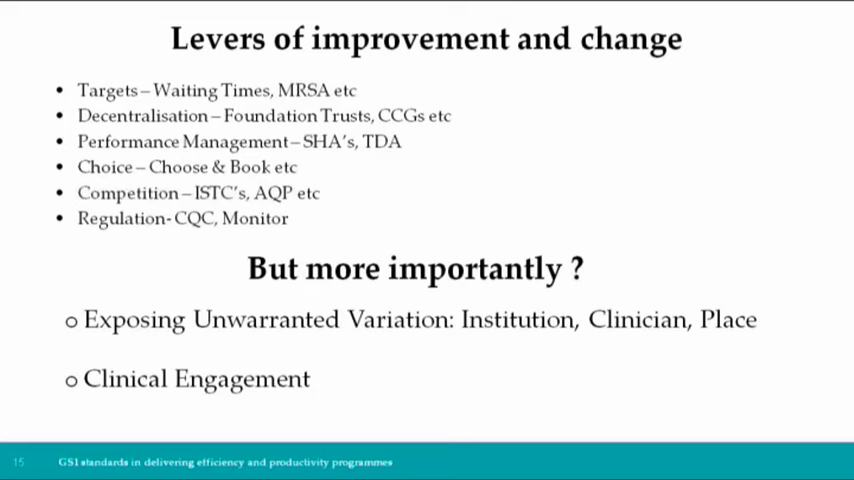 Levers of improvement and change
• Targets – Waiting Times, MRSA etc
• Decentralisation – Foundation Trusts, CCGs etc
• Performance Management – SHA's, TDA
• Choice – Choose & Book etc
• Competition – ISTC's, AQP etc
• Regulation- CQC, Monitor
But more importantly ?
o Exposing Unwarranted Variation: Institution, Clinician, Place
o Clinical Engagement
15 GS1 standards in delivering efficiency and productivity programmes